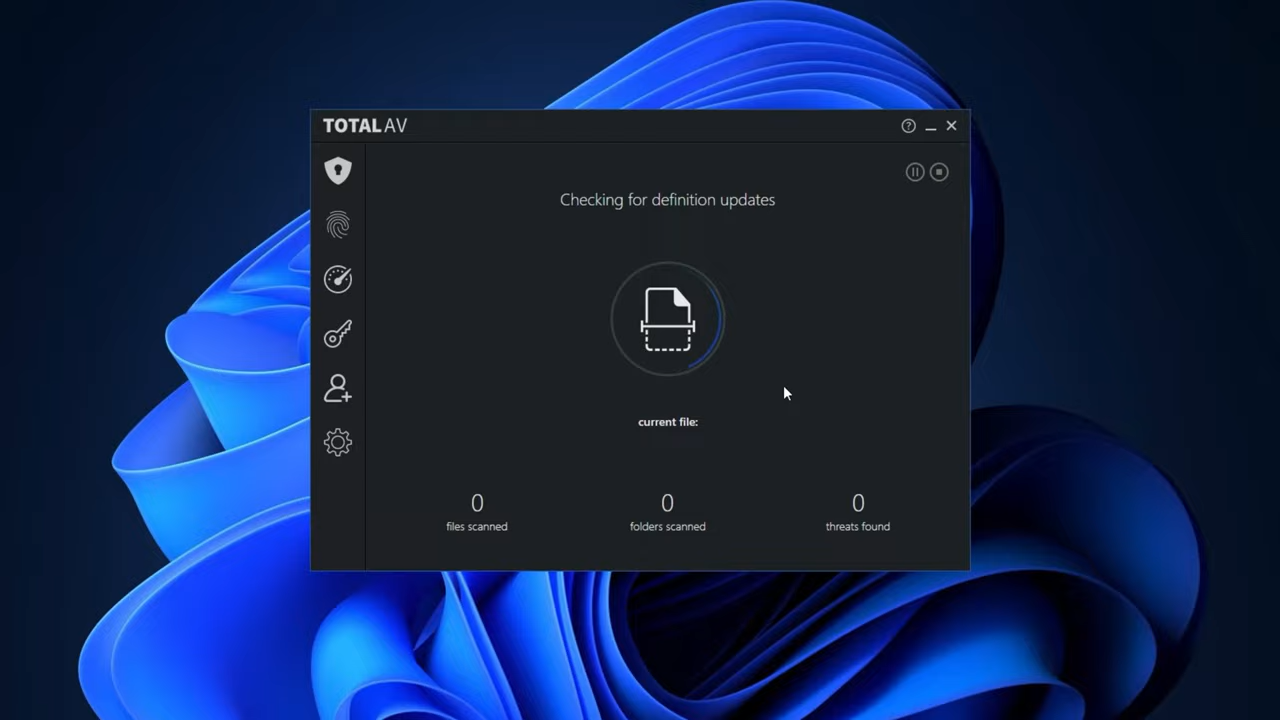 TOTAL AV
Checking for definition updates
current file:
0 0 0
files scanned folders scanned threats found